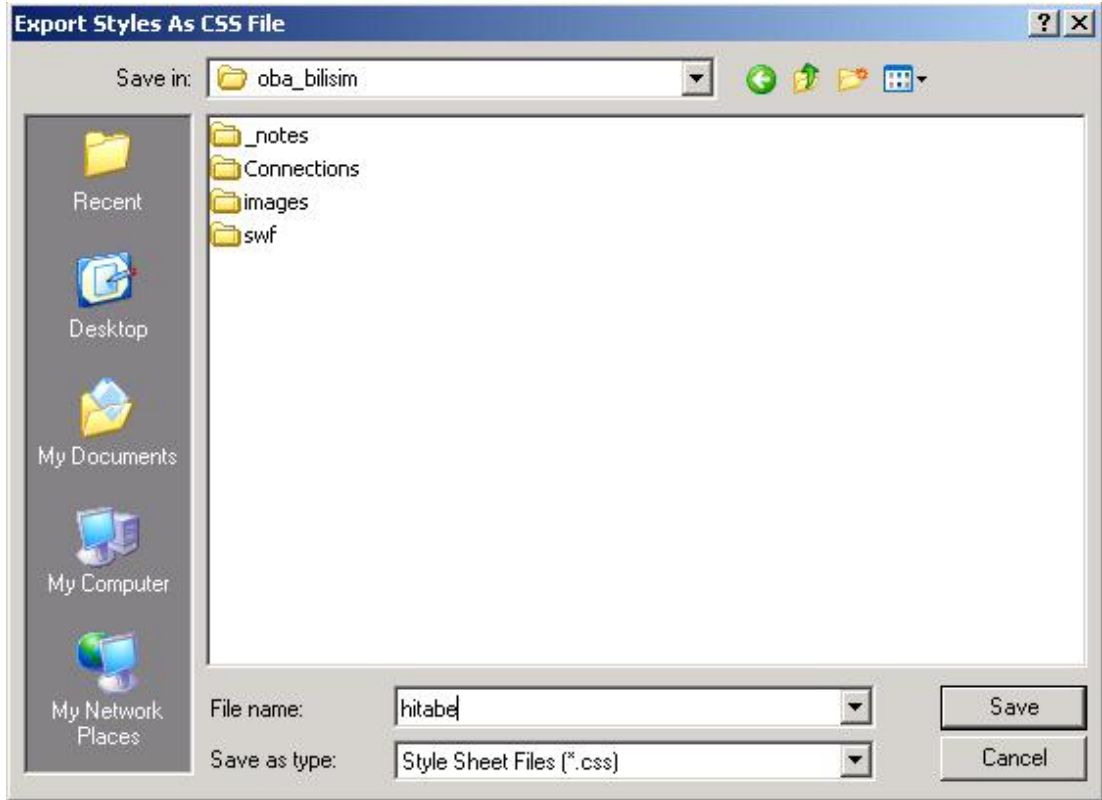 Export Styles As CSS File
Save in:
oba_bilisim
_notes
Connections
images
swf
Recent
Desktop
My Documents
My Computer
My Network
Places
File name:
hitabe
Save
Save as type:
Style Sheet Files (*.css)
Cancel